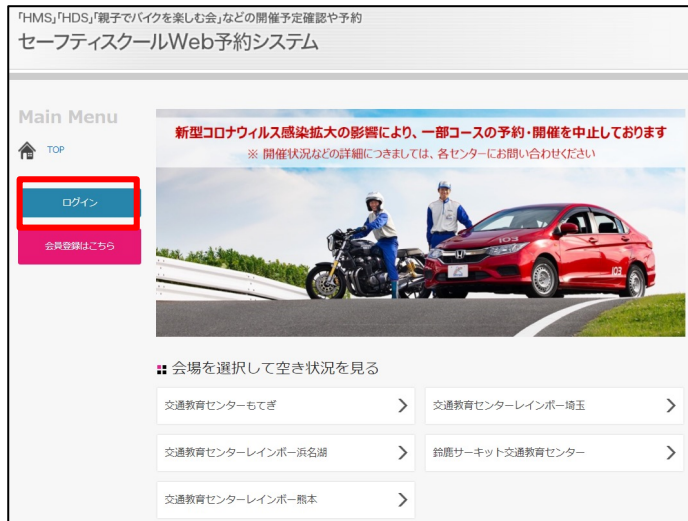 「HMS」「HDS」「親子でバイクを楽しむ会」などの開催予定確認や予約
セーフティスクールWeb予約システム
Main Menu
TOP
ログイン
会員登録はこちら
新型コロナウィルス感染拡大の影響により、一部コースの予約・開催を中止しております
※ 開催状況などの詳細につきましては、各センターにお問い合わせください
103
103
会場を選択して空き状況を見る
交通教育センターもてぎ
交通教育センターレインボー埼玉
交通教育センターレインボー浜名湖
鈴鹿サーキット交通教育センター
交通教育センターレインボー熊本